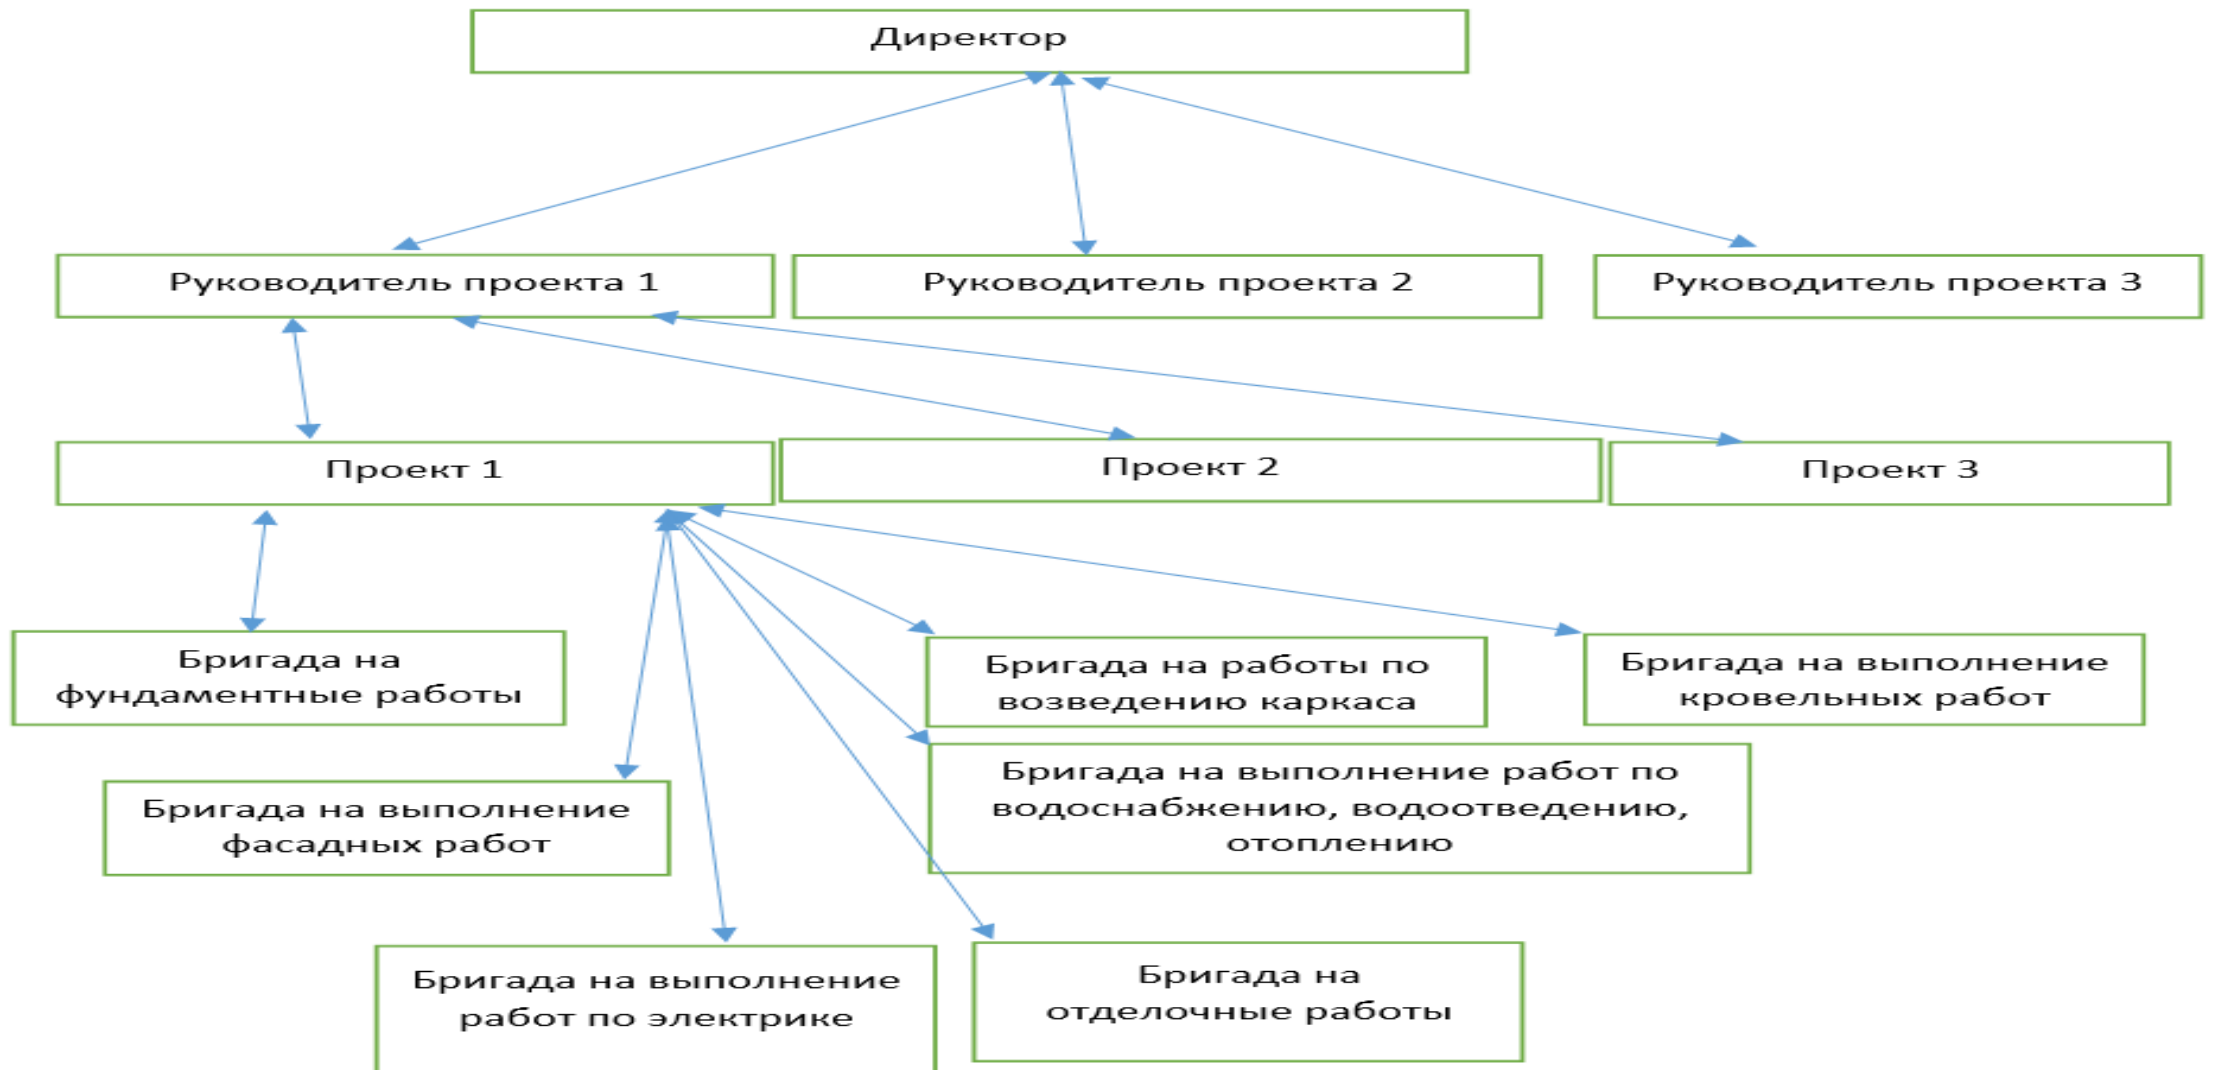 Директор
Руководитель проекта 1
Руководитель проекта 2
Руководитель проекта 3
Проект 1
Проект 2
Проект 3
Бригада на
фундаментные работы
Бригада на работы по
возведению каркаса
Бригада на выполнение
кровельных работ
Бригада на выполнение
фасадных работ
Бригада на выполнение работ по
водоснабжению, водоотведению,
отоплению
Бригада на выполнение
работ по электрике
Бригада на
отделочные работы